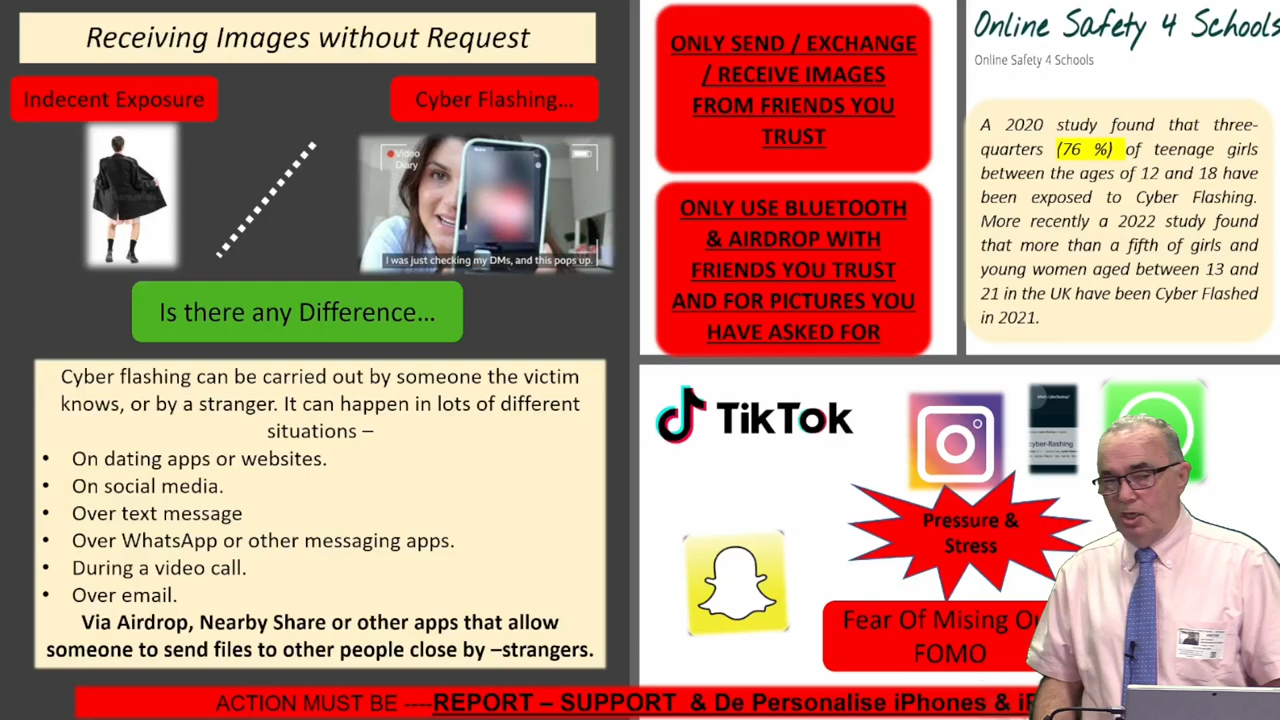 Receiving Images without Request
Indecent Exposure
Cyber Flashing...
Video
Diary
I was just checking my DMs, and this pops up.
Is there any Difference...
Cyber flashing can be carried out by someone the victim
knows, or by a stranger. It can happen in lots of different
situations –
• On dating apps or websites.
• On social media.
• Over text message
• Over WhatsApp or other messaging apps.
• During a video call.
• Over email.
Via Airdrop, Nearby Share or other apps that allow
someone to send files to other people close by –strangers.
ONLY SEND / EXCHANGE
/ RECEIVE IMAGES
FROM FRIENDS YOU
TRUST
ONLY USE BLUETOOTH
& AIRDROP WITH
FRIENDS YOU TRUST
AND FOR PICTURES YOU
HAVE ASKED FOR
Online Safety 4 Schools
Online Safety 4 Schools
A 2020 study found that three-
quarters (76 %) of teenage girls
between the ages of 12 and 18 have
been exposed to Cyber Flashing.
More recently a 2022 study found
that more than a fifth of girls and
young women aged between 13 and
21 in the UK have been Cyber Flashed
in 2021.
TikTok
cyber-flashing
Pressure &
Stress
Fear Of Mising
FOMO
ACTION MUST BE ----REPORT – SUPPORT & De Personalise iPhones &